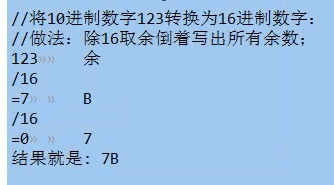 //将10进制数字123转换为16进制数字：
//做法：除16取余倒着写出所有余数；
123»» 余
/16
=7»» B
/16
=0»» 7
结果就是：7B